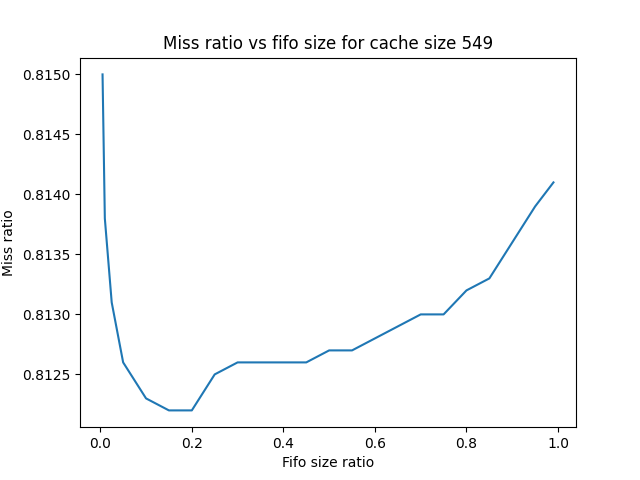 Miss ratio vs fifo size for cache size 549
0.8150
0.8145
0.8140
0.8135
0.8130
0.8125
Miss ratio
0.0 0.2 0.4 0.6 0.8 1.0
Fifo size ratio